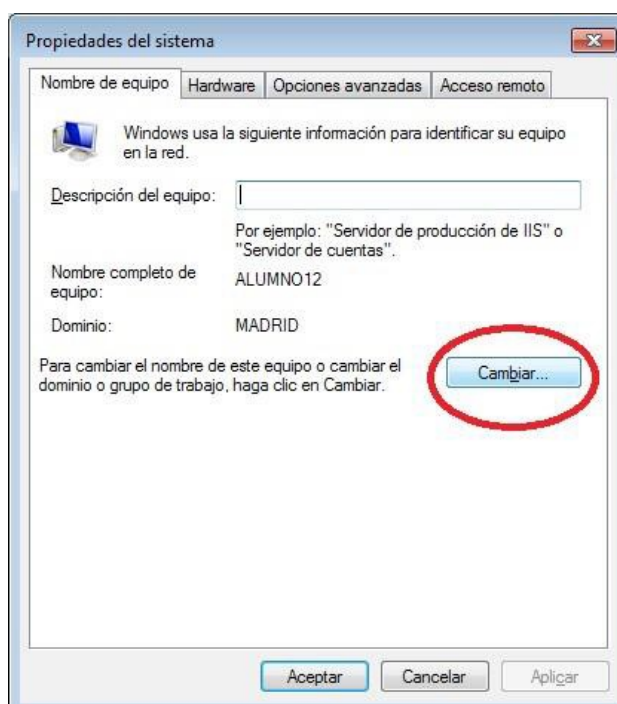 Propiedades del sistema
Nombre de equipo Hardware Opciones avanzadas Acceso remoto
Windows usa la siguiente información para identificar su equipo
en la red.
Descripción del equipo:
Por ejemplo: "Servidor de producción de IIS" o
"Servidor de cuentas".
Nombre completo de
equipo:
ALUMNO12
Dominio: MADRID
Para cambiar el nombre de este equipo o cambiar el
dominio o grupo de trabajo, haga clic en Cambiar.
Cambiar...
Aceptar Cancelar Aplicar